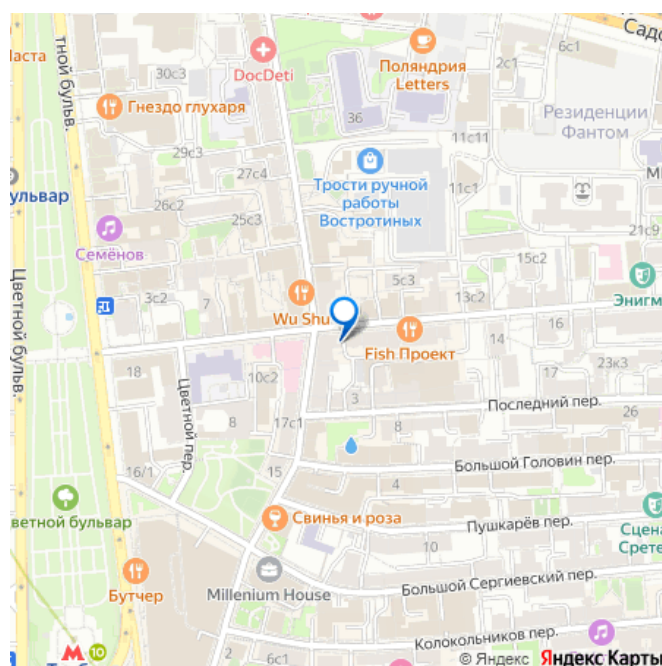 Садо
6с1
2с1
Паста
тной бульв.
30с3
DocDeti
Поляндрия
Letters
Гнездо глухаря
36
Резиденции
Фантом
11с11
29с3
27с4
Трости ручной
работы
Востротиных
11с1
ульвар
26с2
25с3
Семёнов
21с9
15с2
5с3
3с2
13с2
Энигм
Wu Shu
16
Цветной бульв.
Fish Проект
14
18
10с2
23к3
Цветной пер.
3
Последний пер.
26
8
17с1
8
16/1
15
Большой Головин пер.
4
ветной бульвар
Свинья и роза
Пушкарёв пер.
Сцена
Срете
10
Бутчер
Millenium House
Большой Сергиевский пер.
Колокольников пер.
10
2
6с1
© Яндекс Яндекс Карты